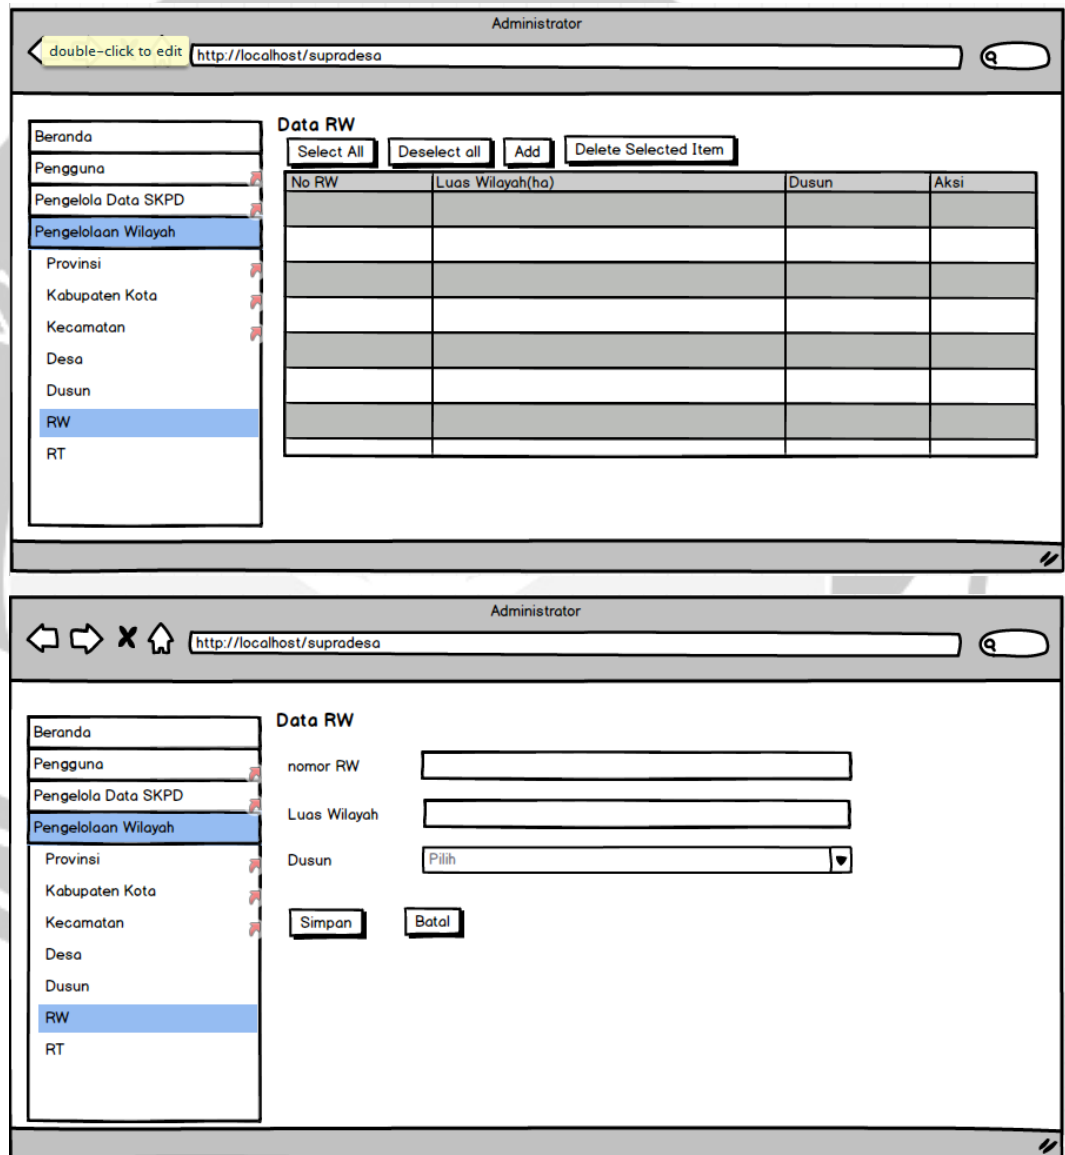 Administrator
double-click to edit
http://localhost/supradesa
Beranda
Pengguna
Pengelola Data SKPD
Pengelolaan Wilayah
Provinsi
Kabupaten Kota
Kecamatan
Desa
Dusun
RW
RT
Data RW
Select All Deselect all Add Delete Selected Item
No RW Luas Wilayah(ha) Dusun Aksi
Administrator
http://localhost/supradesa
Beranda
Pengguna
Pengelola Data SKPD
Pengelolaan Wilayah
Provinsi
Kabupaten Kota
Kecamatan
Desa
Dusun
RW
RT
Data RW
nomor RW
Luas Wilayah
Dusun Pilih
Simpan Batal